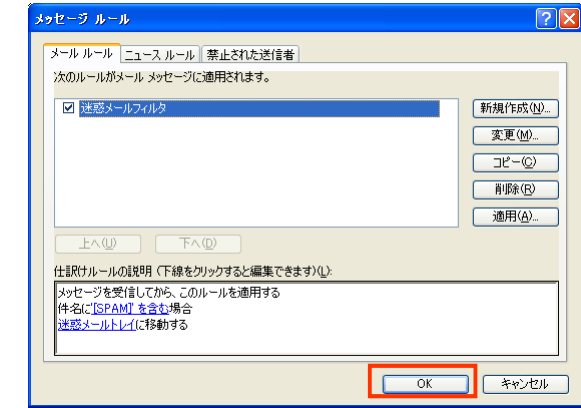 メッセージ ルール
メール ルール ニュース ルール 禁止された送信者
次のルールがメール メッセージに適用されます。
迷惑メールフィルタ
新規作成(N)...
変更(M)...
コピー(C)
削除(R)
適用(A)...
上へ(U) 下へ(D)
仕訳けルールの説明 (下線をクリックすると編集できます)(L):
メッセージを受信してから、このルールを適用する
件名に'[SPAM]' を含む場合
迷惑メールトレイに移動する
OK キャンセル